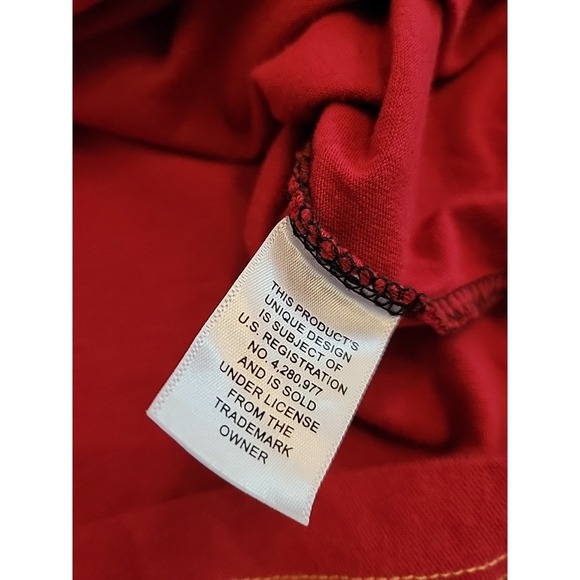 THIS PRODUCT'S
UNIQUE DESIGN
IS SUBJECT OF
U.S. REGISTRATION
NO. 4,280,977
AND IS SOLD
UNDER LICENSE
FROM THE
TRADEMARK
OWNER